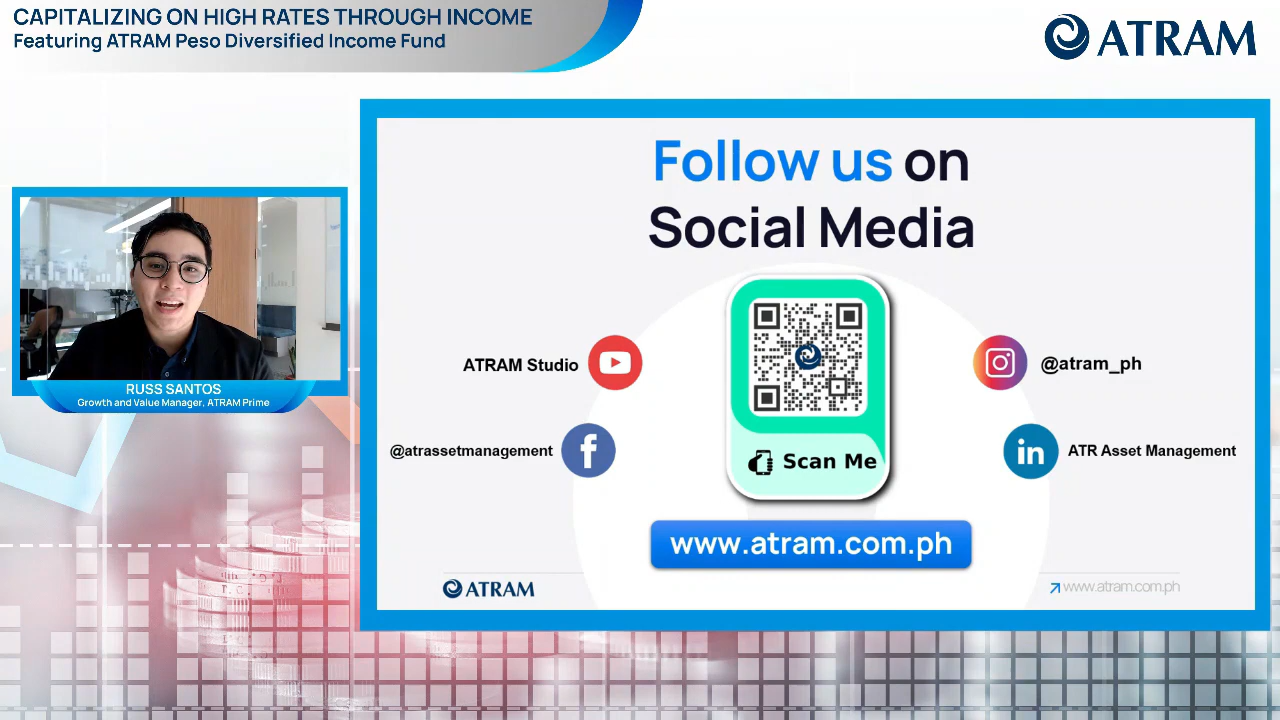 CAPITALIZING ON HIGH RATES THROUGH INCOME
Featuring ATRAM Peso Diversified Income Fund
ATRAM
Follow us on
Social Media
RUSS SANTOS
Growth and Value Manager, ATRAM Prime
ATRAM Studio
@atram_ph
@atrassetmanagement
f
in
ATR Asset Management
Scan Me
www.atram.com.ph
ATRAM
www.atram.com.ph